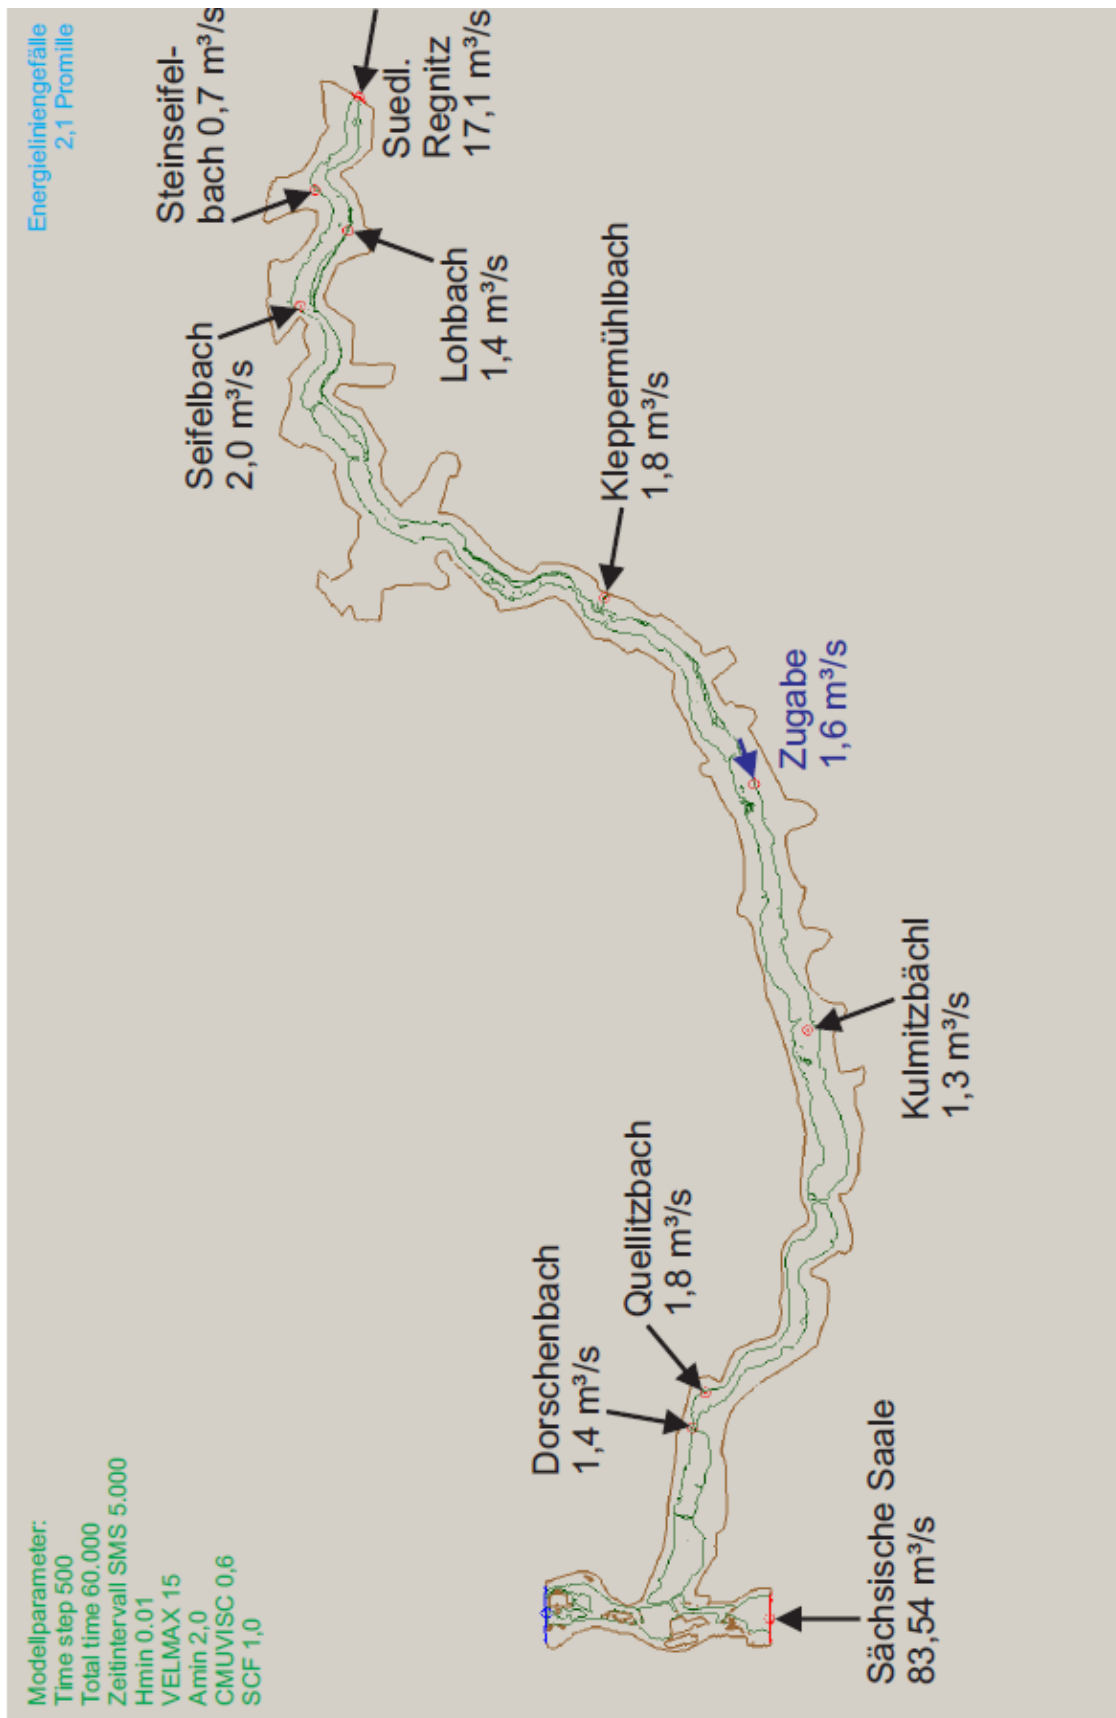 Modellparameter:
Time step 500
Total time 60.000
Zeitintervall SMS 5.000
Hmin 0.01
VELMAX 15
Amin 2,0
CMUVISC 0,6
SCF 1,0
Energieliniengefälle
2,1 Promille
Steinseifel-
bach 0,7 m³/s
Suedl.
Regnitz
17,1 m³/s
Seifelbach
2,0 m³/s
Lohbach
1,4 m³/s
Kleppermühlbach
1,8 m³/s
Zugabe
1,6 m³/s
Kulmitzbächl
1,3 m³/s
Quellitzbach
1,8 m³/s
Dorschenbach
1,4 m³/s
Sächsische Saale
83,54 m³/s